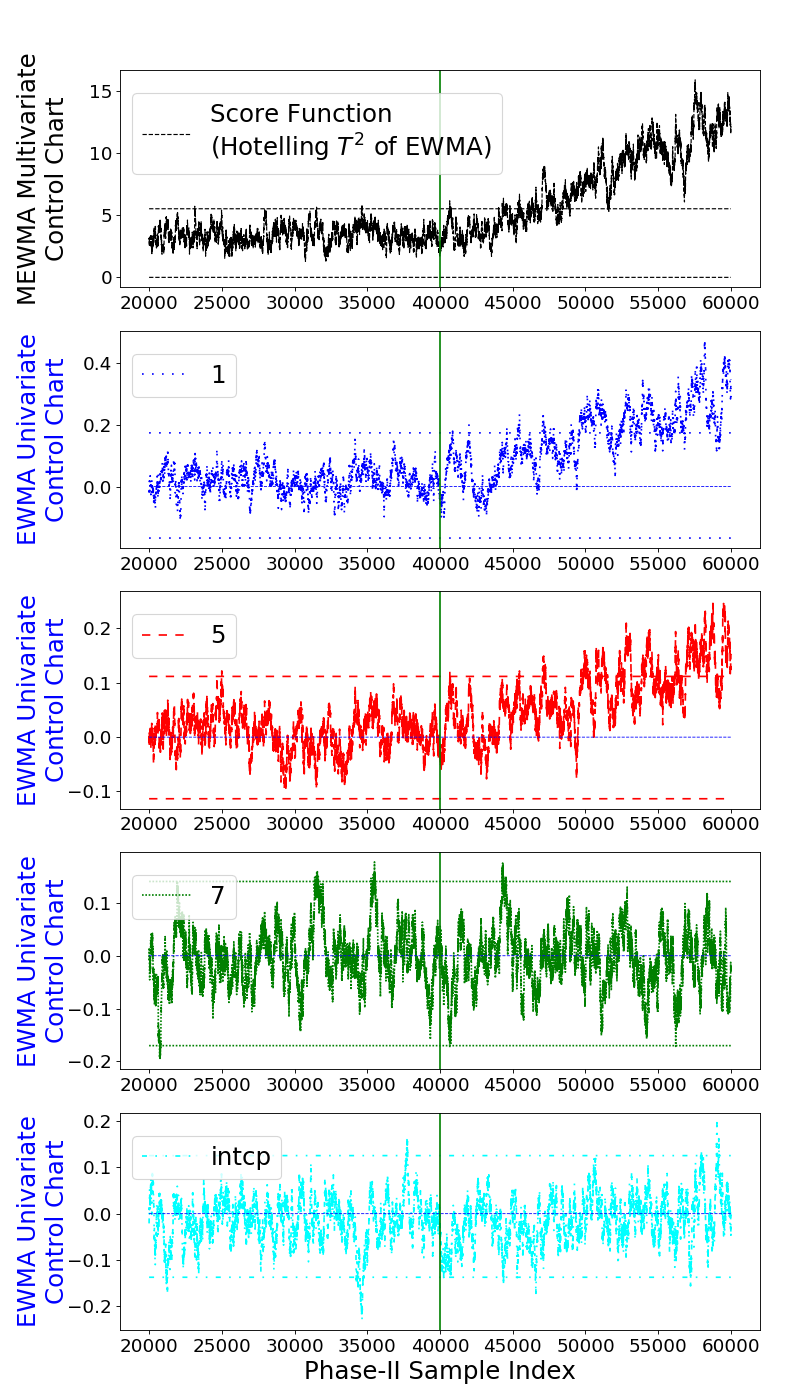 MEWMA Multivariate
Control Chart
15
10
5
0
Score Function
(Hotelling T² of EWMA)
20000 25000 30000 35000 40000 45000 50000 55000 60000
EWMA Univariate
Control Chart
0.4
0.2
0.0
1
20000 25000 30000 35000 40000 45000 50000 55000 60000
EWMA Univariate
Control Chart
0.2
0.1
0.0
−0.1
5
20000 25000 30000 35000 40000 45000 50000 55000 60000
EWMA Univariate
Control Chart
0.1
0.0
−0.1
−0.2
7
20000 25000 30000 35000 40000 45000 50000 55000 60000
EWMA Univariate
Control Chart
0.2
0.1
0.0
−0.1
−0.2
intcp
20000 25000 30000 35000 40000 45000 50000 55000 60000
Phase-II Sample Index